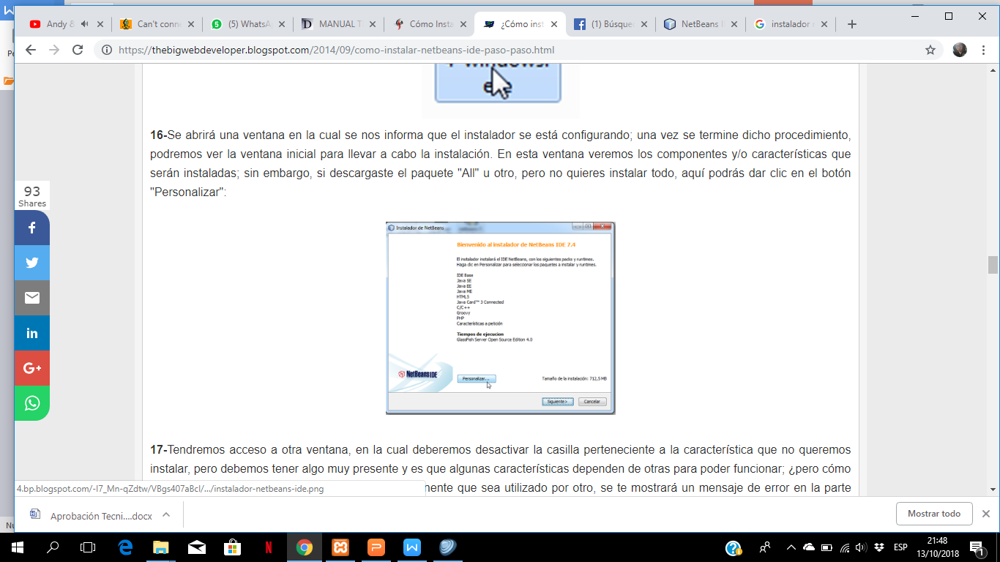 Andy &
Can't conne
(5) WhatsA
MANUAL T
Cómo Insta
¿Cómo inst
(1) Búsque
NetBeans I
instalador
https://thebigwebdeveloper.blogspot.com/2014/09/como-instalar-netbeans-ide-paso-paso.html
16-Se abrirá una ventana en la cual se nos informa que el instalador se está configurando; una vez se termine dicho procedimiento,
podremos ver la ventana inicial para llevar a cabo la instalación. En esta ventana veremos los componentes y/o características que
serán instaladas; sin embargo, si descargaste el paquete "All" u otro, pero no quieres instalar todo, aquí podrás dar clic en el botón
"Personalizar":
93
Shares
Instalador de NetBeans
Bienvenido al instalador de NetBeans IDE 7.4
El instalador instalará el IDE NetBeans, con los siguientes packs y runtimes.
Haga clic en Personalizar para seleccionar los paquetes a instalar y runtimes.
IDE Base
Java SE
Java EE
Java ME
HTML5
Java Card™ 3 Connected
C/C++
Groovy
PHP
Características a petición
Tiempos de ejecucion
GlassFish Server Open Source Edition 4.0
NetBeans IDE
Personalizar...
Tamaño de la instalación: 712,5 MB
Siguiente>
Cancelar
17-Tendremos acceso a otra ventana, en la cual deberemos desactivar la casilla perteneciente a la característica que no queremos
instalar, pero debemos tener algo muy presente y es que algunas características dependen de otras para poder funcionar; ¿pero cómo
nente que sea utilizado por otro, se te mostrará un mensaje de error en la parte
4.bp.blogspot.com/-I7_Mn-qZdtw/VBgs407aBcI/.../instalador-netbeans-ide.png
Aprobación Tecni....docx
Mostrar todo
ESP
21:48
13/10/2018